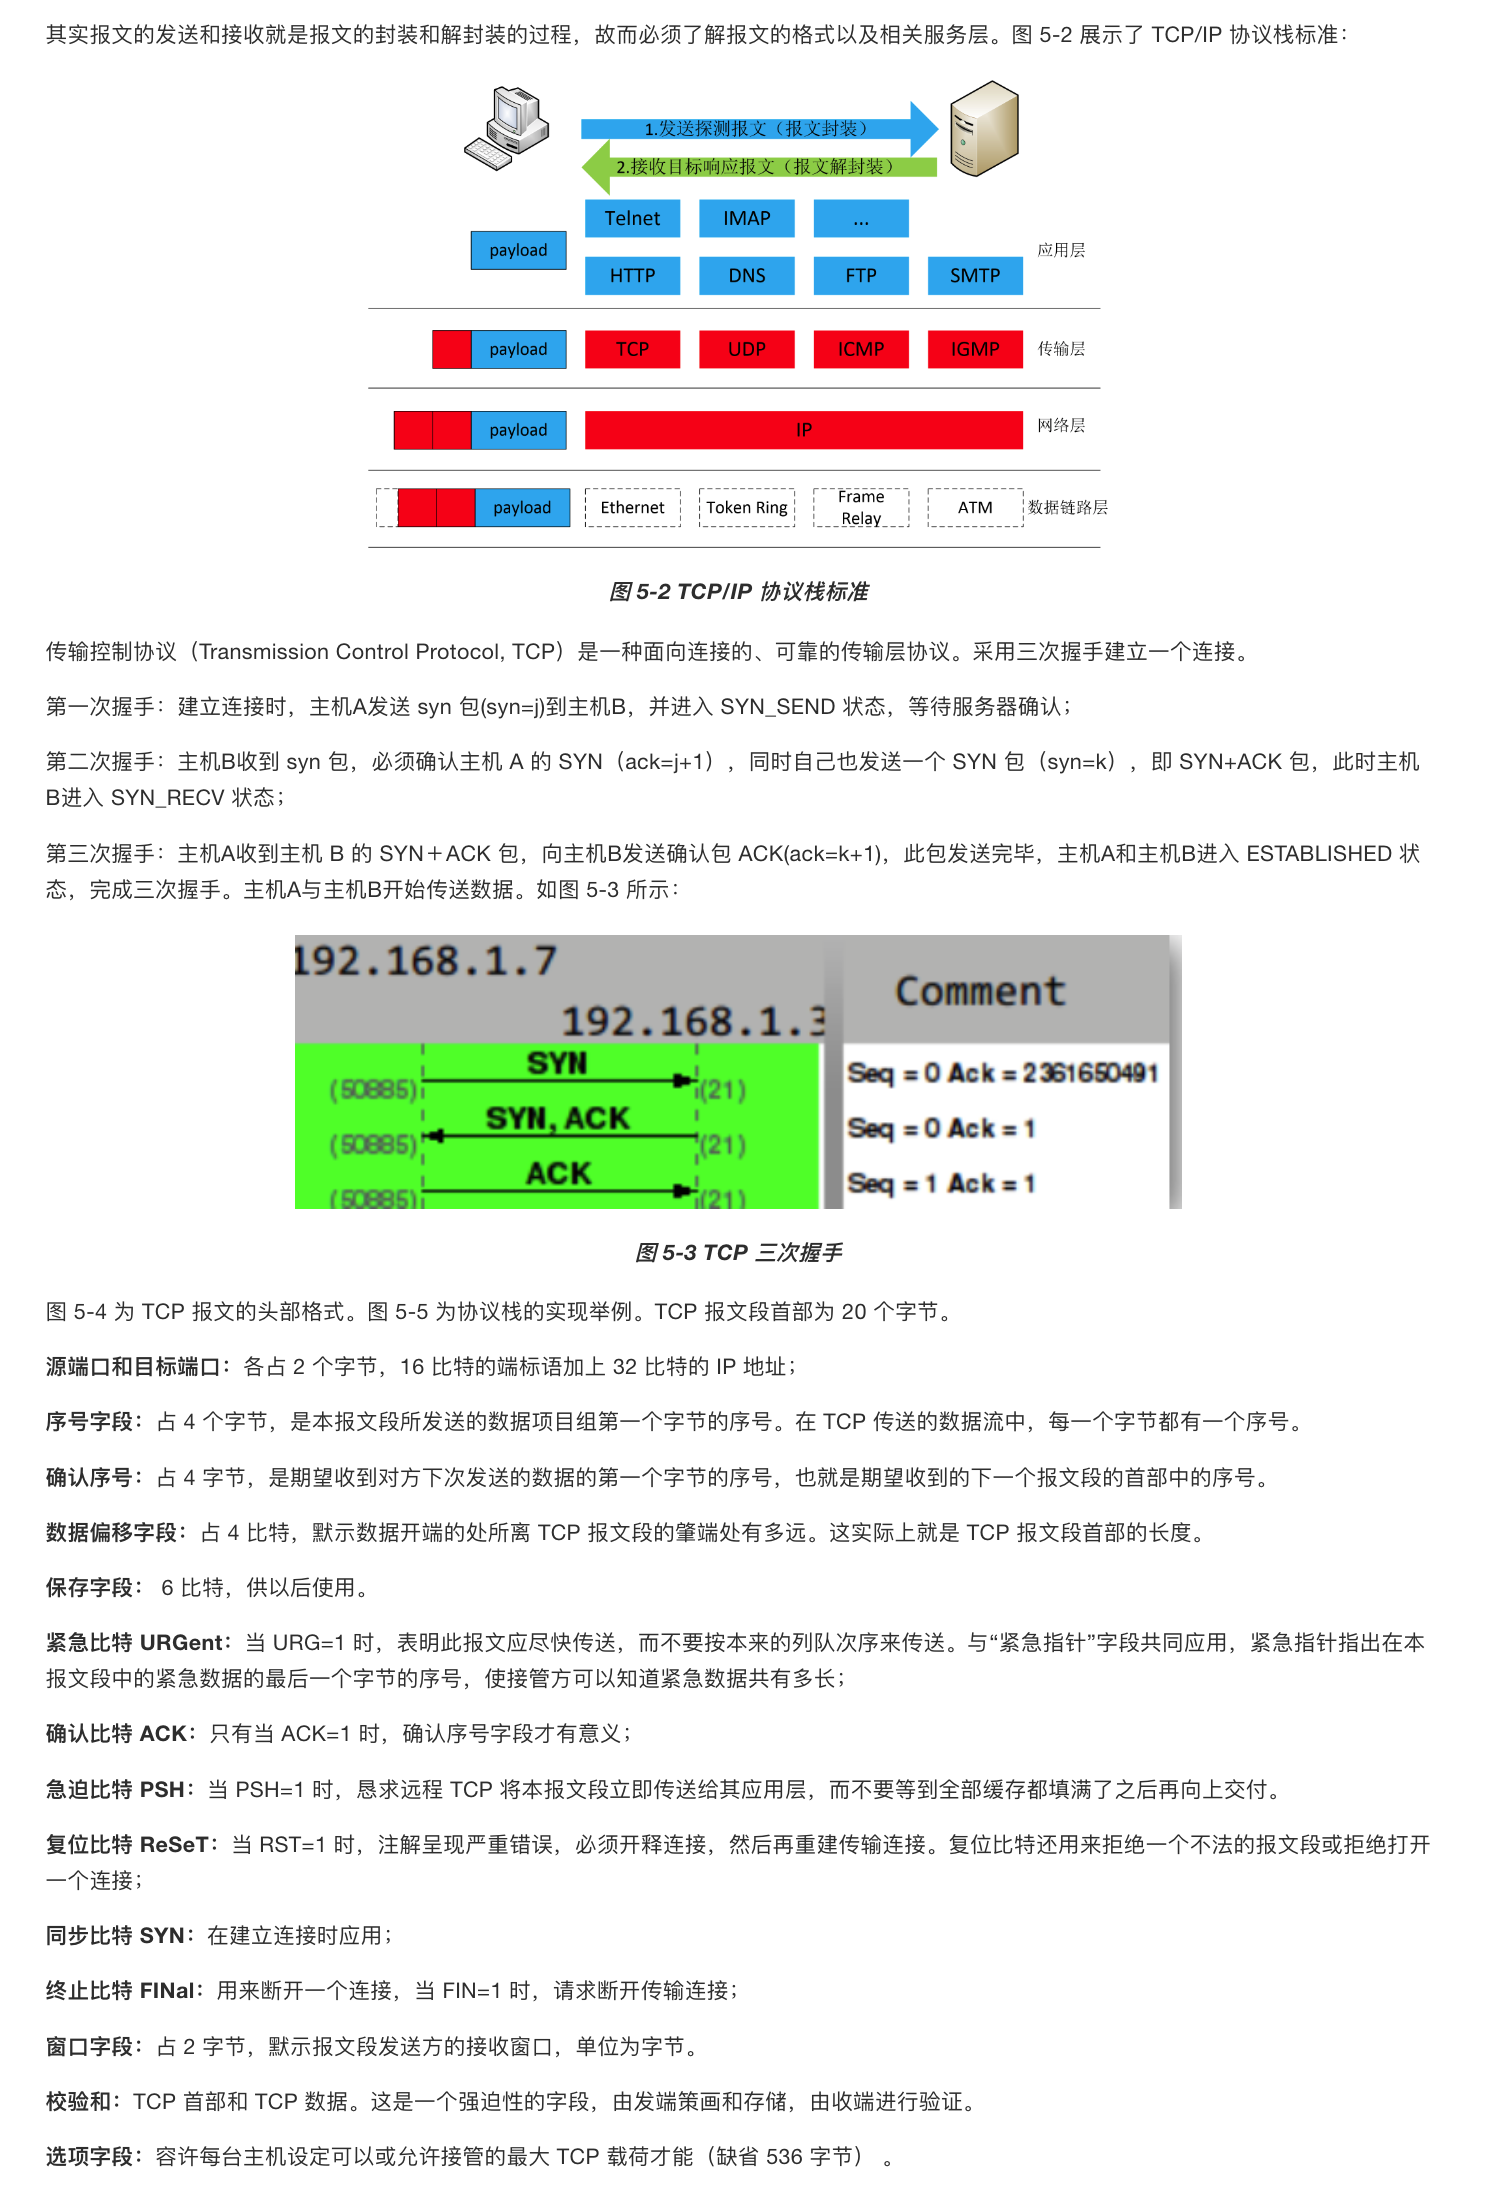 其实报文的发送和接收就是报文的封装和解封装的过程，故而必须了解报文的格式以及相关服务层。图 5-2 展示了 TCP/IP 协议栈标准：
1.发送探测报文（报文封装）
2.接收目标响应报文（报文解封装）
Telnet IMAP ...
payload 应用层
HTTP DNS FTP SMTP
payload TCP UDP ICMP IGMP 传输层
payload IP 网络层
payload Ethernet Token Ring Frame Relay ATM 数据链路层
图 5-2 TCP/IP 协议栈标准
传输控制协议（Transmission Control Protocol, TCP）是一种面向连接的、可靠的传输层协议。采用三次握手建立一个连接。
第一次握手：建立连接时，主机A发送 syn 包(syn=j)到主机B，并进入 SYN_SEND 状态，等待服务器确认；
第二次握手：主机B收到 syn 包，必须确认主机 A 的 SYN（ack=j+1），同时自己也发送一个 SYN 包（syn=k），即 SYN+ACK 包，此时主机
B进入 SYN_RECV 状态；
第三次握手：主机A收到主机 B 的 SYN＋ACK 包，向主机B发送确认包 ACK(ack=k+1)，此包发送完毕，主机A和主机B进入 ESTABLISHED 状
态，完成三次握手。主机A与主机B开始传送数据。如图 5-3 所示：
192.168.1.7
192.168.1.3
Comment
SYN
(50885) (21) Seq = 0 Ack = 2361650491
SYN, ACK
(50885) (21) Seq = 0 Ack = 1
ACK
(50885) (21) Seq = 1 Ack = 1
图 5-3 TCP 三次握手
图 5-4 为 TCP 报文的头部格式。图 5-5 为协议栈的实现举例。TCP 报文段首部为 20 个字节。
源端口和目标端口：各占 2 个字节，16 比特的端标语加上 32 比特的 IP 地址；
序号字段：占 4 个字节，是本报文段所发送的数据项目组第一个字节的序号。在 TCP 传送的数据流中，每一个字节都有一个序号。
确认序号：占 4 字节，是期望收到对方下次发送的数据的第一个字节的序号，也就是期望收到的下一个报文段的首部中的序号。
数据偏移字段：占 4 比特，默示数据开端的处所离 TCP 报文段的肇端处有多远。这实际上就是 TCP 报文段首部的长度。
保存字段： 6 比特，供以后使用。
紧急比特 URGent：当 URG=1 时，表明此报文应尽快传送，而不要按本来的列队次序来传送。与“紧急指针”字段共同应用，紧急指针指出在本
报文段中的紧急数据的最后一个字节的序号，使接管方可以知道紧急数据共有多长；
确认比特 ACK：只有当 ACK=1 时，确认序号字段才有意义；
急迫比特 PSH：当 PSH=1 时，恳求远程 TCP 将本报文段立即传送给其应用层，而不要等到全部缓存都填满了之后再向上交付。
复位比特 ReSeT：当 RST=1 时，注解呈现严重错误，必须开释连接，然后再重建传输连接。复位比特还用来拒绝一个不法的报文段或拒绝打开
一个连接；
同步比特 SYN：在建立连接时应用；
终止比特 FINal：用来断开一个连接，当 FIN=1 时，请求断开传输连接；
窗口字段：占 2 字节，默示报文段发送方的接收窗口，单位为字节。
校验和：TCP 首部和 TCP 数据。这是一个强迫性的字段，由发端策画和存储，由收端进行验证。
选项字段：容许每台主机设定可以或允许接管的最大 TCP 载荷才能（缺省 536 字节） 。